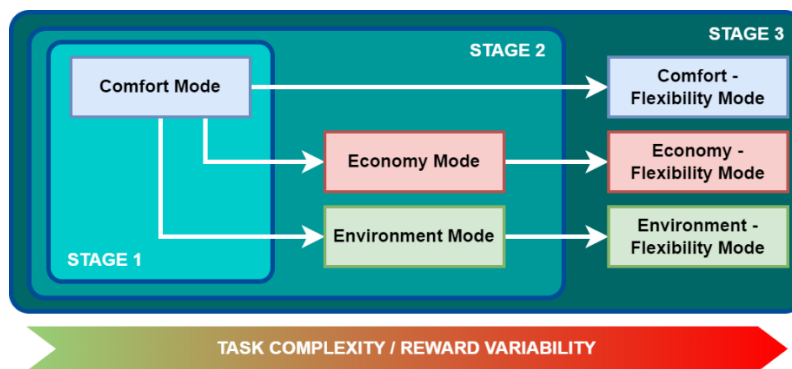 STAGE 3
STAGE 2
Comfort Mode
Comfort -
Flexibility Mode
Economy Mode
Economy -
Flexibility Mode
Environment Mode
Environment -
Flexibility Mode
STAGE 1
TASK COMPLEXITY / REWARD VARIABILITY